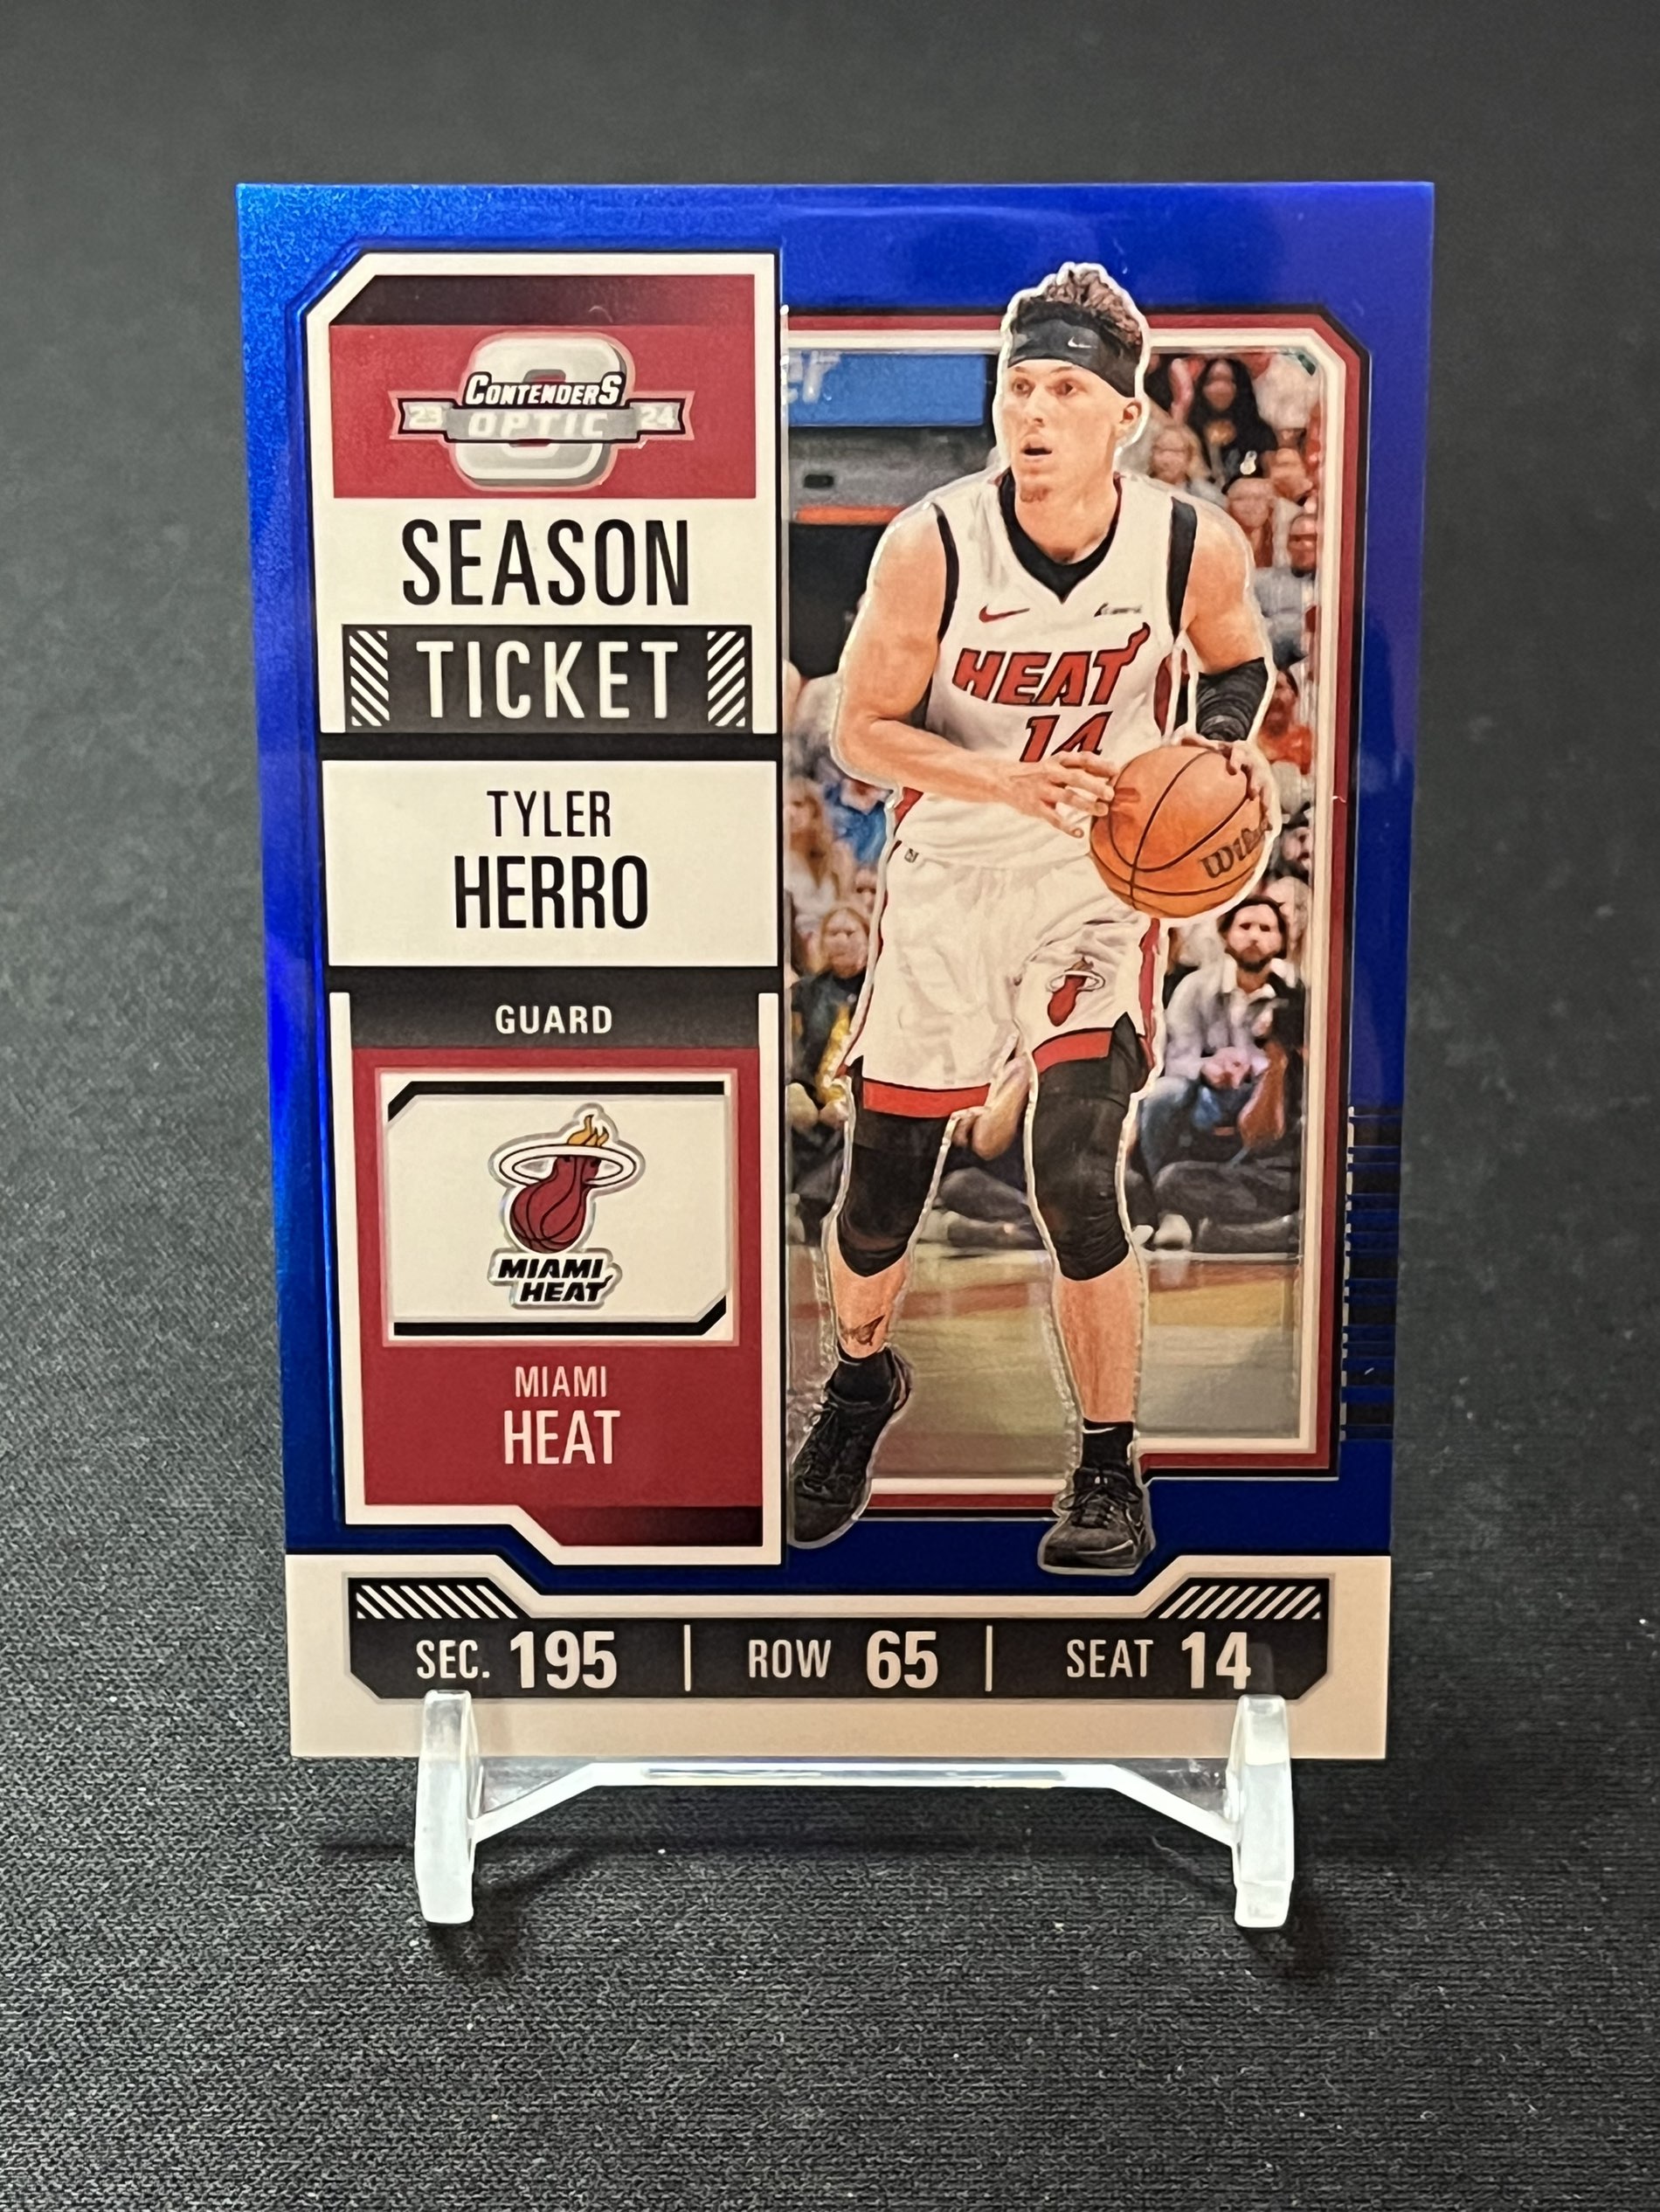 CONTENDERS
23 OPTIC 24
SEASON
TICKET
TYLER
HERRO
GUARD
MIAMI
HEAT
MIAMI
HEAT
HEAT
14
Wilson
SEC. 195 | ROW 65 | SEAT 14